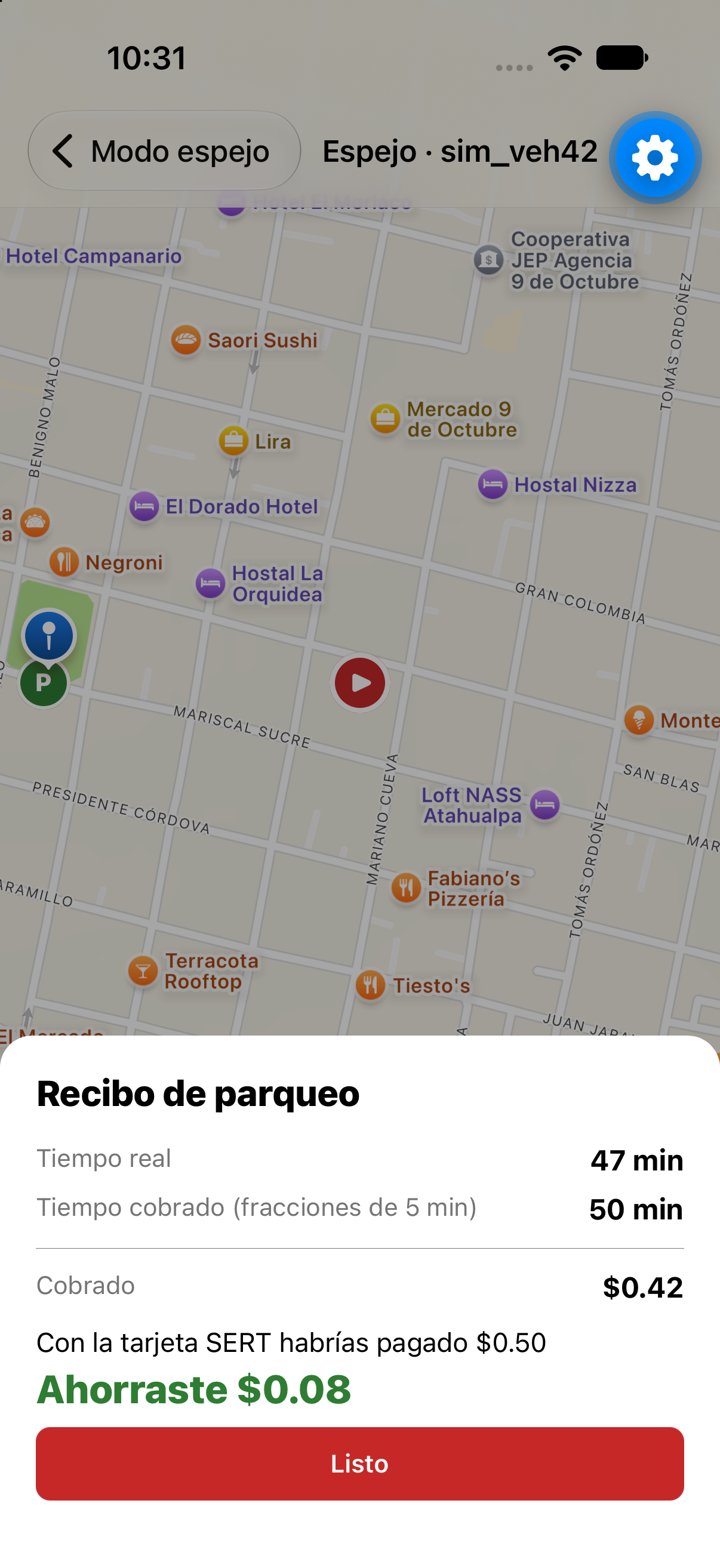 10:31
Modo espejo
Espejo · sim_veh42
Hotel Campanario
Cooperativa
JEP Agencia
9 de Octubre
TOMÁS ORDÓÑEZ
Saori Sushi
BENIGNO MALO
Mercado 9
de Octubre
Lira
Hostal Nizza
El Dorado Hotel
Negroni
Hostal La
Orquidea
GRAN COLOMBIA
P
MARISCAL SUCRE
Monte
SAN BLAS
PRESIDENTE CÓRDOVA
MARIANO CUEVA
Loft NASS
Atahualpa
TOMÁS ORDÓÑEZ
MAR
Fabiano's
Pizzería
ARAMILLO
Terracota
Rooftop
Tiesto's
Recibo de parqueo
Tiempo real
47 min
Tiempo cobrado (fracciones de 5 min)
50 min
Cobrado
$0.42
Con la tarjeta SERT habrías pagado $0.50
Ahorraste $0.08
Listo